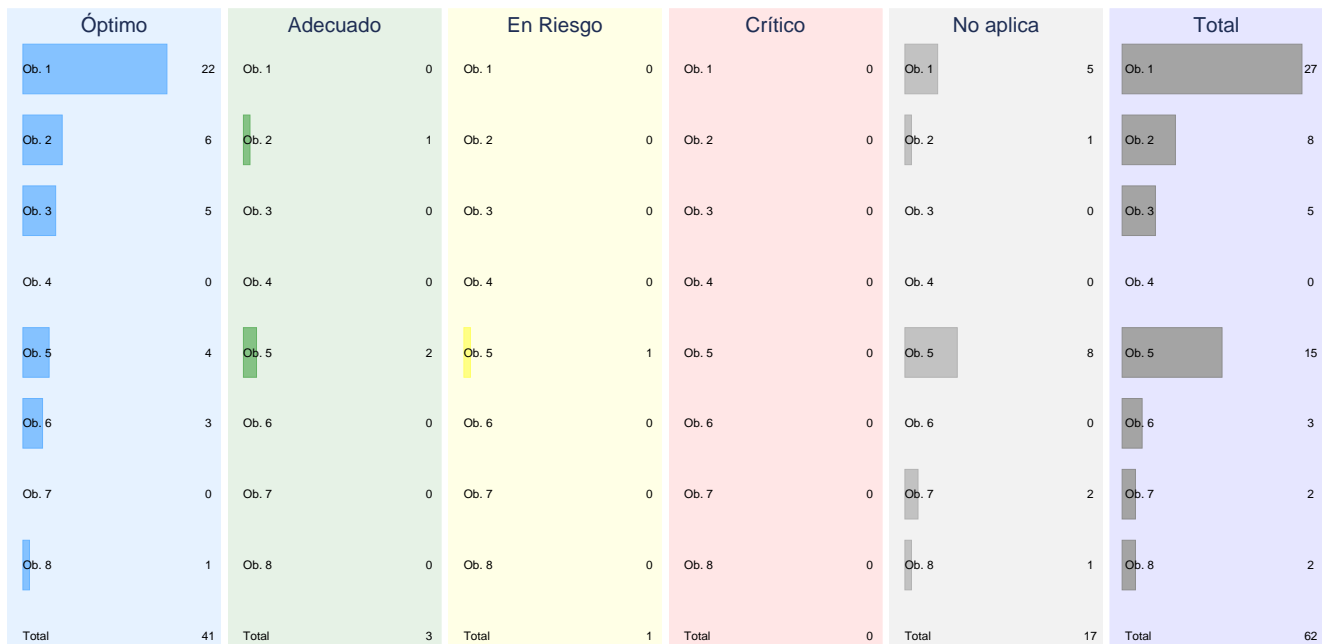 Óptimo Adecuado En Riesgo Crítico No aplica Total
Ob. 1 22 Ob. 1 0 Ob. 1 0 Ob. 1 0 Ob. 1 5 Ob. 1 27
Ob. 2 6 Ob. 2 1 Ob. 2 0 Ob. 2 0 Ob. 2 1 Ob. 2 8
Ob. 3 5 Ob. 3 0 Ob. 3 0 Ob. 3 0 Ob. 3 0 Ob. 3 5
Ob. 4 0 Ob. 4 0 Ob. 4 0 Ob. 4 0 Ob. 4 0 Ob. 4 0
Ob. 5 4 Ob. 5 2 Ob. 5 1 Ob. 5 0 Ob. 5 8 Ob. 5 15
Ob. 6 3 Ob. 6 0 Ob. 6 0 Ob. 6 0 Ob. 6 0 Ob. 6 3
Ob. 7 0 Ob. 7 0 Ob. 7 0 Ob. 7 0 Ob. 7 2 Ob. 7 2
Ob. 8 1 Ob. 8 0 Ob. 8 0 Ob. 8 0 Ob. 8 1 Ob. 8 2
Total 41 Total 3 Total 1 Total 0 Total 17 Total 62